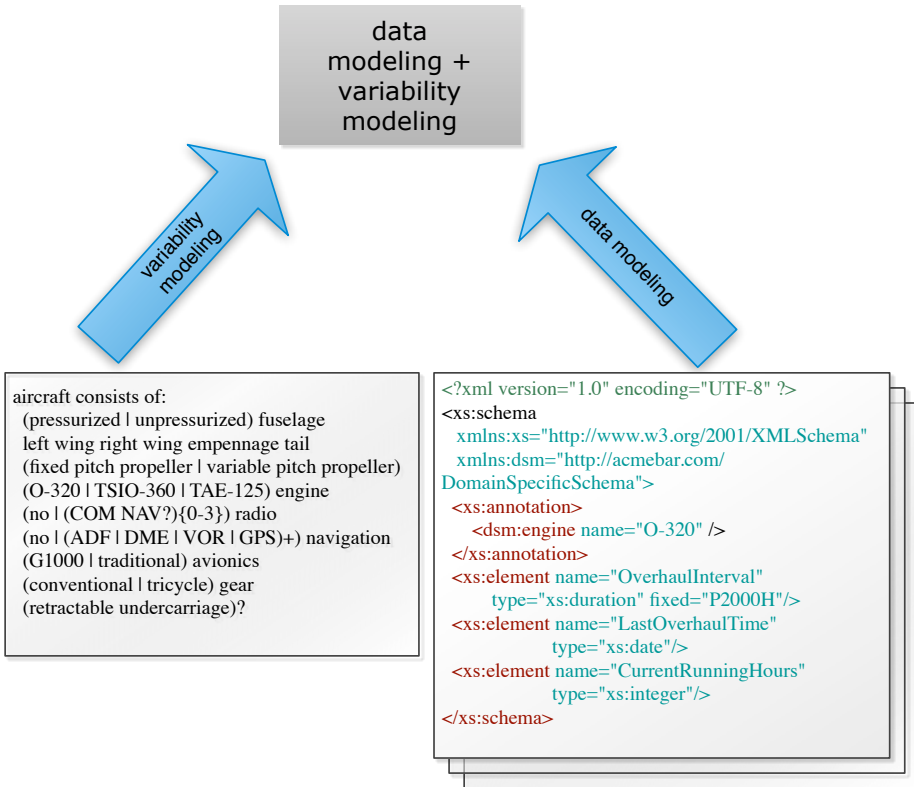 data
modeling +
variability
modeling
variability
modeling
data modeling
aircraft consists of:
(pressurized | unpressurized) fuselage
left wing right wing empennage tail
(fixed pitch propeller | variable pitch propeller)
(O-320 | TSIO-360 | TAE-125) engine
(no | (COM NAV?){0-3}) radio
(no | (ADF | DME | VOR | GPS)+) navigation
(G1000 | traditional) avionics
(conventional | tricycle) gear
(retractable undercarriage)?
<?xml version="1.0" encoding="UTF-8" ?>
<xs:schema
xmlns:xs="http://www.w3.org/2001/XMLSchema"
xmlns:dsm="http://acmebar.com/
DomainSpecificSchema">
<xs:annotation>
<dsm:engine name="O-320" />
</xs:annotation>
<xs:element name="OverhaulInterval"
type="xs:duration" fixed="P2000H"/>
<xs:element name="LastOverhaulTime"
type="xs:date"/>
<xs:element name="CurrentRunningHours"
type="xs:integer"/>
</xs:schema>